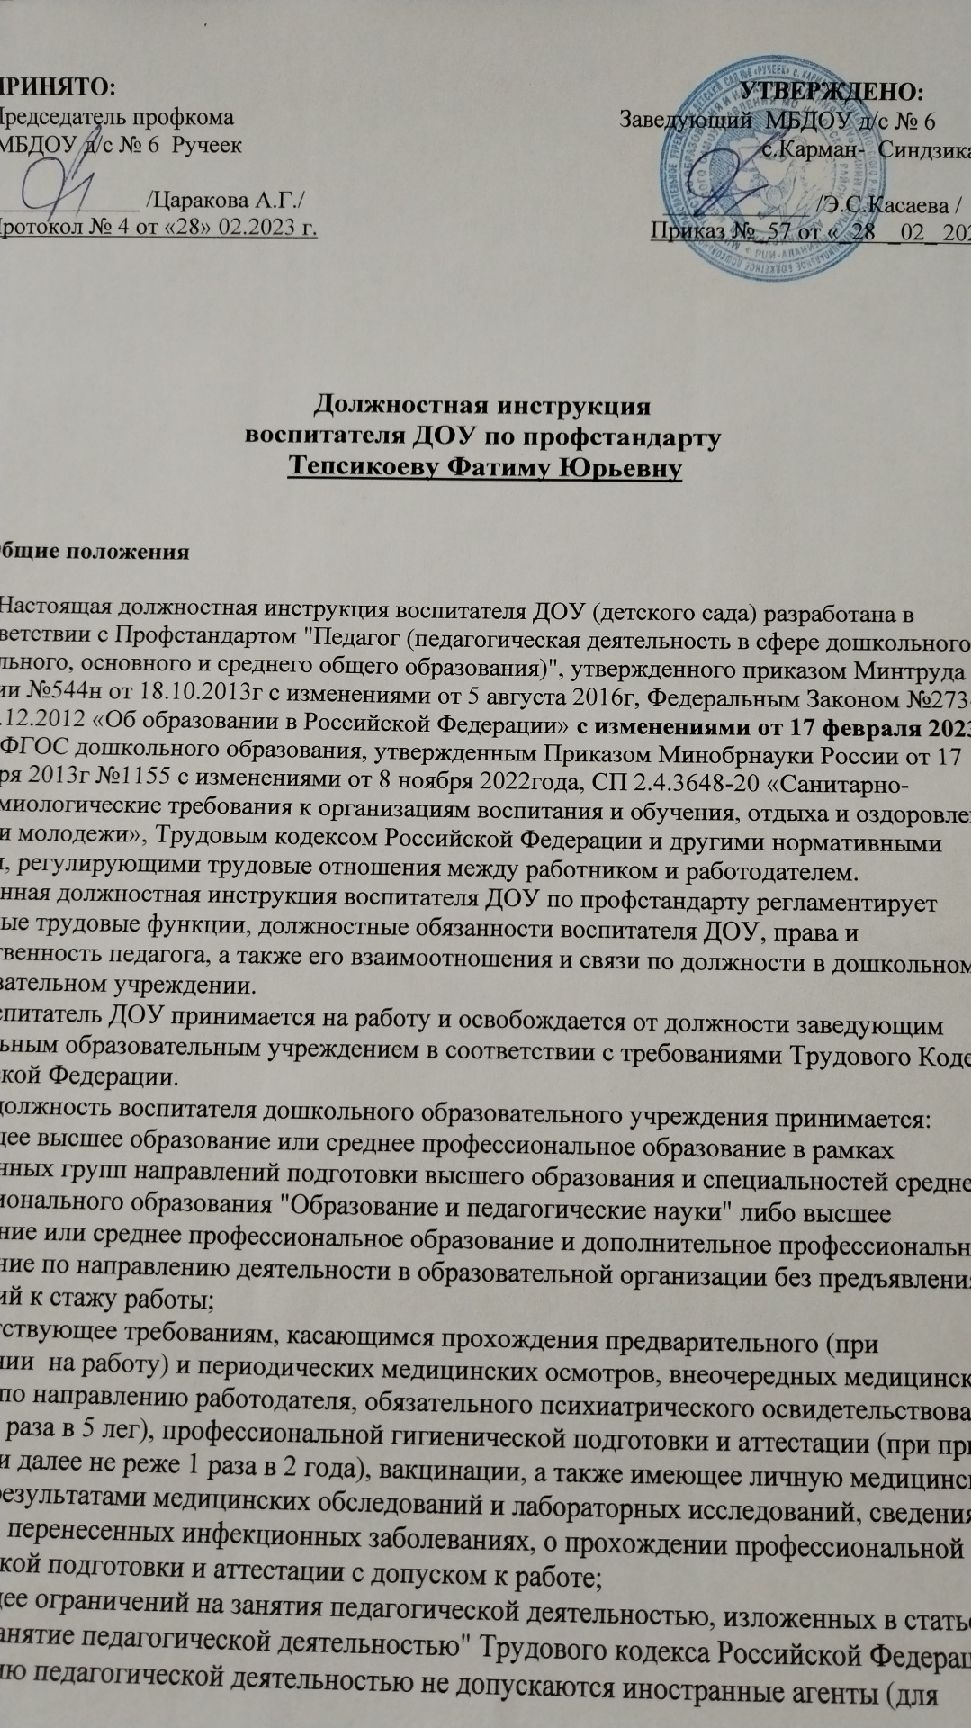 РИНЯТО:
УТВЕРЖДЕНО:
Председатель профкома
Заведующий МБДОУ д/с № 6
МБДОУ д/с № 6 Ручеек
с.Карман- Синдзика
/Царакова А.Г./
/Э.С.Касаева /
Протокол № 4 от «28» 02.2023 г.
Приказ №_57 от «_28__02_ 202
Должностная инструкция
воспитателя ДОУ по профстандарту
Тепсикоеву Фатиму Юрьевну
Общие положения
Настоящая должностная инструкция воспитателя ДОУ (детского сада) разработана в
ветствии с Профстандартом "Педагог (педагогическая деятельность в сфере дошкольного
льного, основного и среднего общего образования)", утвержденного приказом Минтруда
ии №544н от 18.10.2013г с изменениями от 5 августа 2016г, Федеральным Законом №273-
.12.2012 «Об образовании в Российской Федерации» с изменениями от 17 февраля 2023
ФГОС дошкольного образования, утвержденным Приказом Минобрнауки России от 17
ря 2013г №1155 с изменениями от 8 ноября 2022года, СП 2.4.3648-20 «Санитарно-
миологические требования к организациям воспитания и обучения, отдыха и оздоровле
и молодежи», Трудовым кодексом Российской Федерации и другими нормативными
и, регулирующими трудовые отношения между работником и работодателем.
нная должностная инструкция воспитателя ДОУ по профстандарту регламентирует
ые трудовые функции, должностные обязанности воспитателя ДОУ, права и
твенность педагога, а также его взаимоотношения и связи по должности в дошкольном
вательном учреждении.
спитатель ДОУ принимается на работу и освобождается от должности заведующим
ьным образовательным учреждением в соответствии с требованиями Трудового Коде
кой Федерации.
должность воспитателя дошкольного образовательного учреждения принимается:
щее высшее образование или среднее профессиональное образование в рамках
нных групп направлений подготовки высшего образования и специальностей средне
ионального образования "Образование и педагогические науки" либо высшее
ние или среднее профессиональное образование и дополнительное профессиональн
ние по направлению деятельности в образовательной организации без предъявления
ий к стажу работы;
тствующее требованиям, касающимся прохождения предварительного (при
нии на работу) и периодических медицинских осмотров, внеочередных медицинск
по направлению работодателя, обязательного психиатрического освидетельствова
раза в 5 лет), профессиональной гигиенической подготовки и аттестации (при при
и далее не реже 1 раза в 2 года), вакцинации, а также имеющее личную медицинс
результатами медицинских обследований и лабораторных исследований, сведения
перенесенных инфекционных заболеваниях, о прохождении профессиональной
кой подготовки и аттестации с допуском к работе;
щее ограничений на занятия педагогической деятельностью, изложенных в статье
анятие педагогической деятельностью" Трудового кодекса Российской Федерац
ию педагогической деятельностью не допускаются иностранные агенты (для